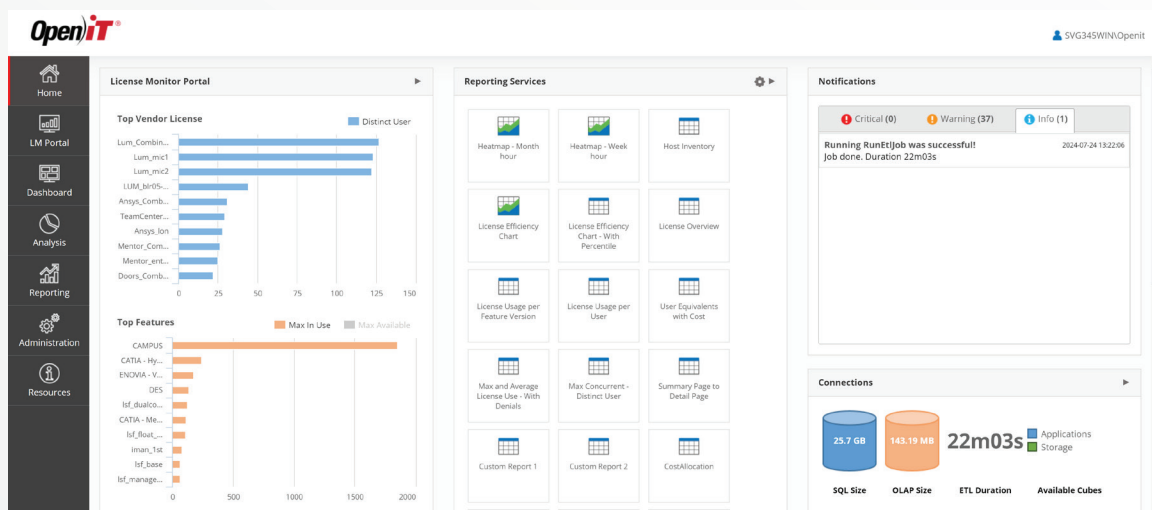 Open iT®
SVG345WIN\Openit
Home
LM Portal
Dashboard
Analysis
Reporting
Administration
Resources
License Monitor Portal
Top Vendor License
Distinct User
Lum_Combin...
Lum_mic1
Lum_mic2
LUM_blr05-...
Ansys_Comb...
TeamCenter...
Ansys_lon
Mentor_Com...
Mentor_ent...
Doors_Comb...
0 25 50 75 100 125 150
Top Features
Max In Use Max Available
CAMPUS
CATIA - Hy...
ENOVIA - V...
DES
lsf_dualco...
CATIA - Me...
lsf_float_...
iman_1st
lsf_base
lsf_manage...
0 500 1000 1500 2000
Reporting Services
Heatmap - Month
hour
Heatmap - Week
hour
Host Inventory
License Efficiency
Chart
License Efficiency
Chart - With
Percentile
License Overview
License Usage per
Feature Version
License Usage per
User
User Equivalents
with Cost
Max and Average
License Use - With
Denials
Max Concurrent -
Distinct User
Summary Page to
Detail Page
Custom Report 1
Custom Report 2
CostAllocation
Notifications
Critical (0) Warning (37) Info (1)
Running RunEtlJob was successful! 2024-07-24 13:22:06
Job done. Duration 22m03s
Connections
25.7 GB
143.19 MB
22m03s
Applications
Storage
SQL Size OLAP Size ETL Duration Available Cubes